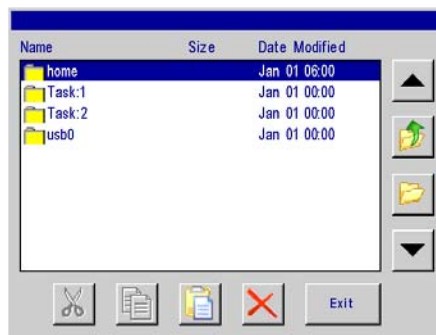 Name Size Date Modified
home Jan 01 06:00
Task:1 Jan 01 00:00
Task:2 Jan 01 00:00
usb0 Jan 01 00:00
Exit